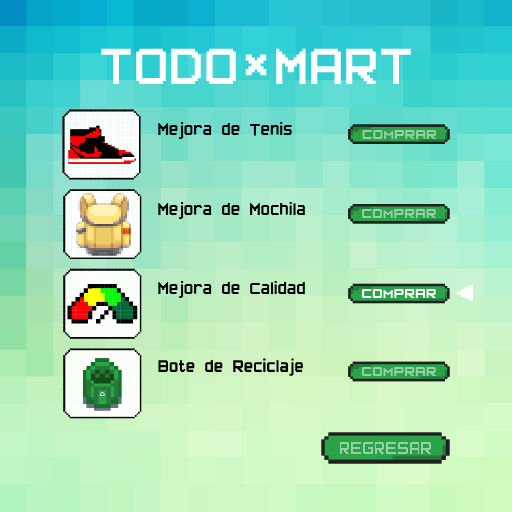 TODO×MART
Mejora de Tenis COMPRAR
Mejora de Mochila COMPRAR
Mejora de Calidad COMPRAR
Bote de Reciclaje COMPRAR
REGRESAR